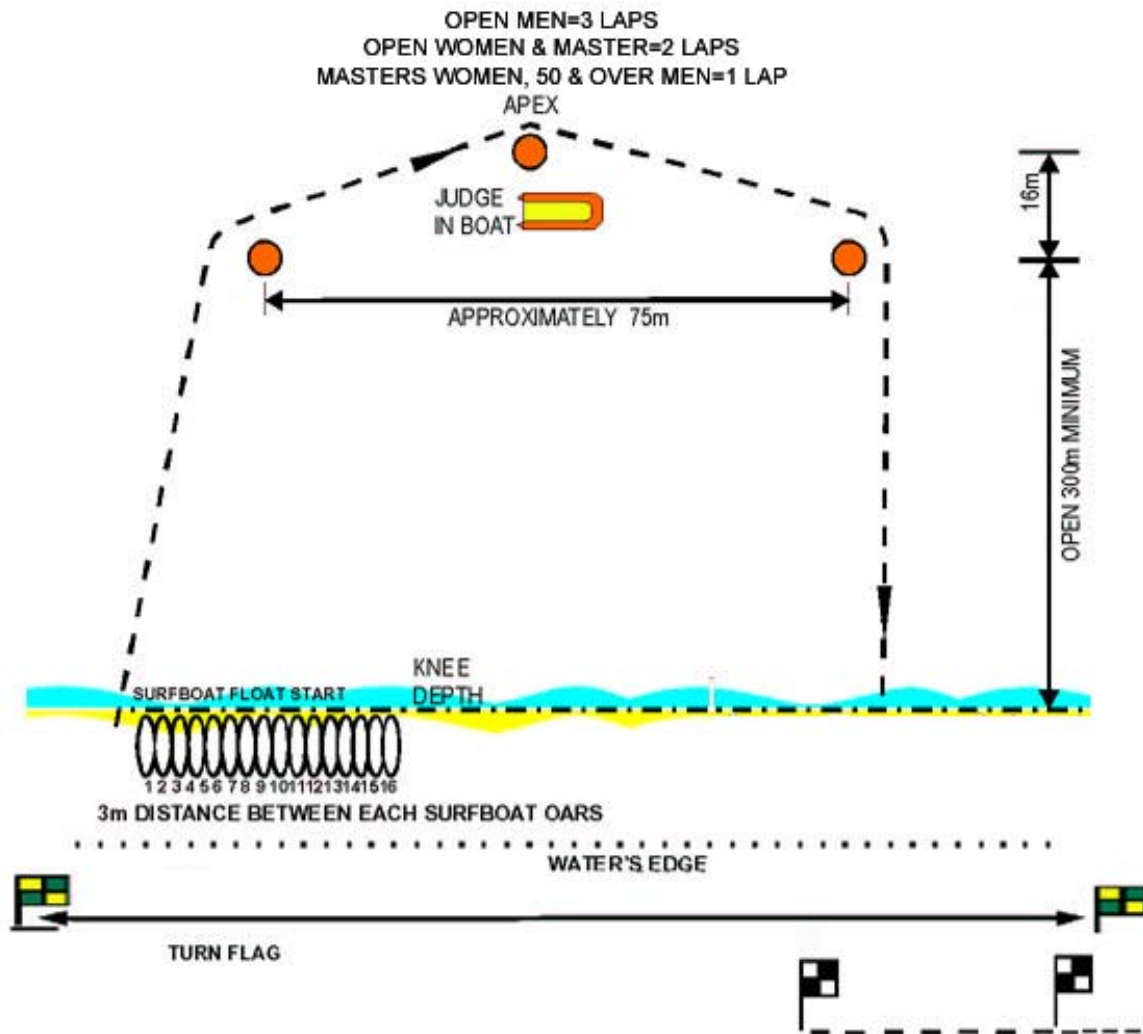 OPEN MEN=3 LAPS
OPEN WOMEN & MASTER=2 LAPS
MASTERS WOMEN, 50 & OVER MEN=1 LAP
APEX
JUDGE
IN BOAT
16m
APPROXIMATELY 75m
OPEN 300m MINIMUM
KNEE
DEPTH
SURFBOAT FLOAT START
1 2 3 4 5 6 7 8 9 10 11 12 13 14 15 16
3m DISTANCE BETWEEN EACH SURFBOAT OARS
WATER'S EDGE
TURN FLAG